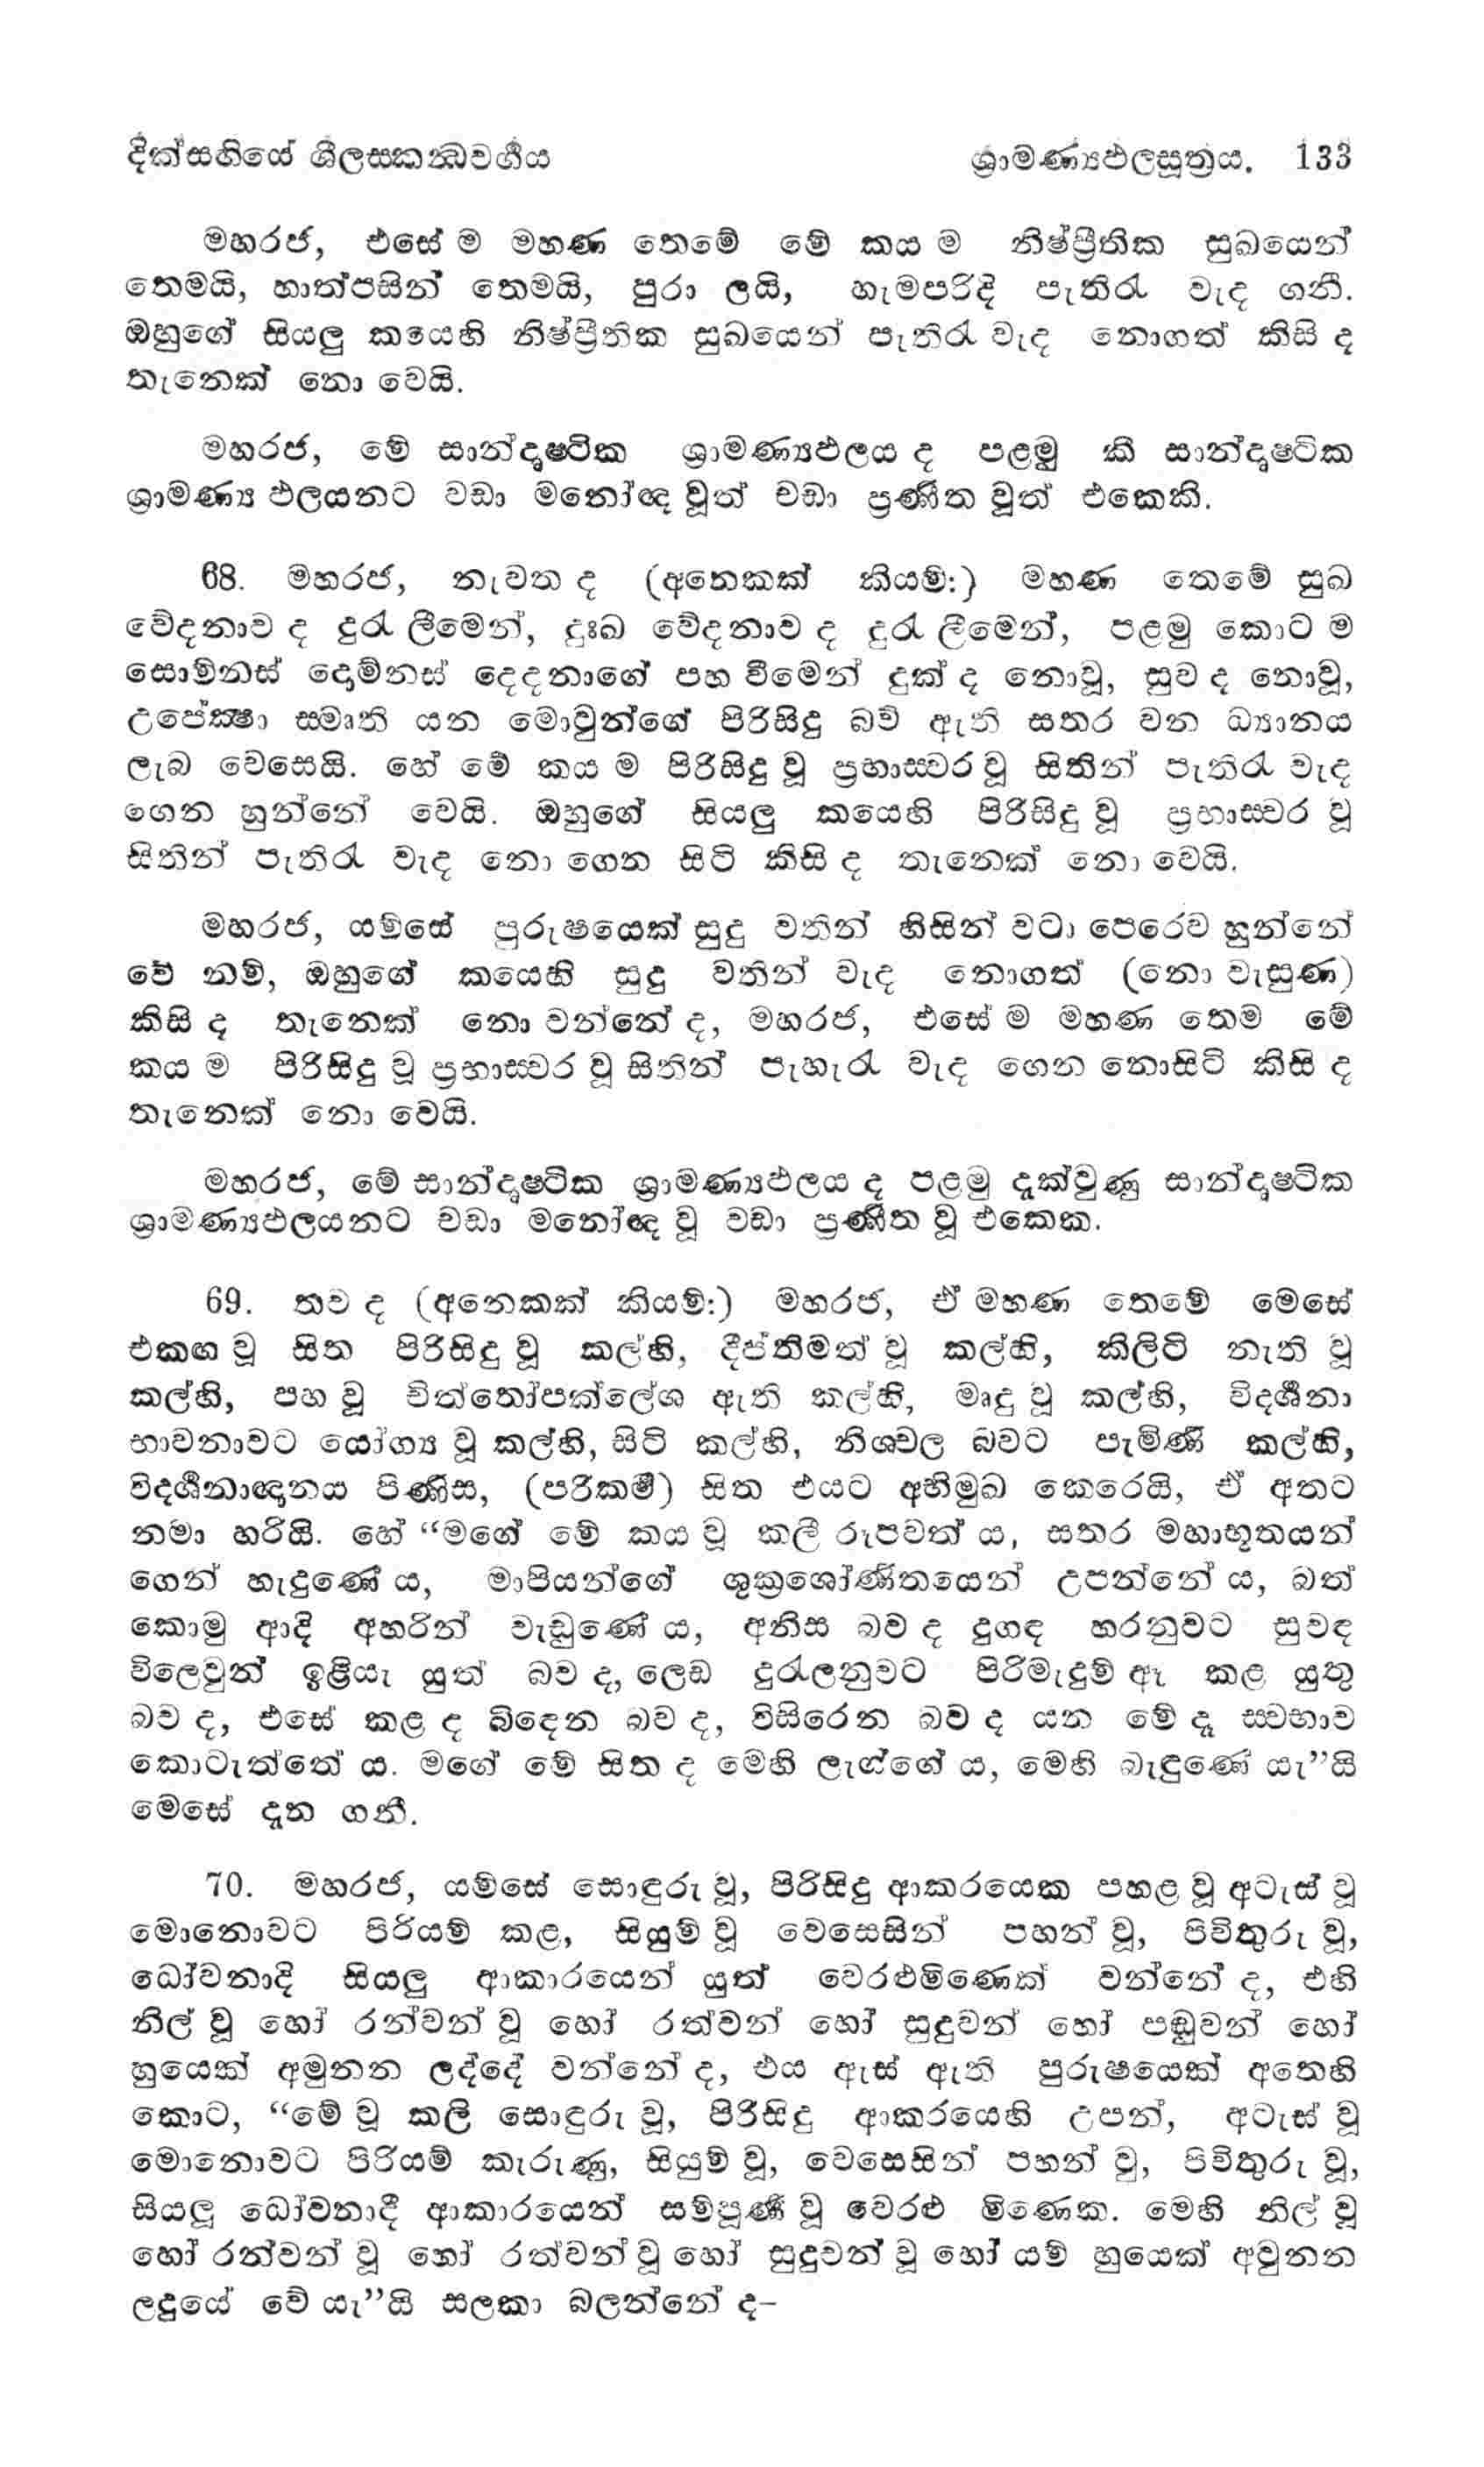 දික්සඟියේ ශීලස්කන්ධවර්ගය ශ්‍රාමණ්‍යඵලසූත්‍රය. 133
මහරජ, එසේ ම මහණ තෙමේ මේ කය ම නිෂ්ප්‍රීතික සුඛයෙන්
තෙමයි, හාත්පසින් තෙමයි, පුරා ලයි, හැමපරිදි පැතිරැ වැද ගනී.
ඔහුගේ සියලු කයෙහි නිෂ්ප්‍රීතික සුඛයෙන් පැතිරැ වැද නොගත් කිසි ද
තැනෙක් නො වෙයි.
මහරජ, මේ සාන්දෘෂ්ටික ශ්‍රාමණ්‍යඵලය ද පළමු කී සාන්දෘෂ්ටික
ශ්‍රාමණ්‍ය ඵලයනට වඩා මනෝඥ වූත් වඩා ප්‍රණීත වූත් එකෙකි.
68. මහරජ, නැවත ද (අනෙකක් කියම්:) මහණ තෙමේ සුඛ
වේදනාව ද දුරැ ලීමෙන්, දුඃඛ වේදනාව ද දුරැ ලීමෙන්, පළමු කොට ම
සොම්නස් දොම්නස් දෙදනාගේ පහ වීමෙන් දුක් ද නොවූ, සුව ද නොවූ,
උපේක්‍ෂා ස්මෘති යන මොවුන්ගේ පිරිසිදු බව් ඇති සතර වන ධ්‍යානය
ලැබ වෙසෙයි. හේ මේ කය ම පිරිසිදු වූ ප්‍රභාස්වර වූ සිතින් පැතිරැ වැද
ගෙන හුන්නේ වෙයි. ඔහුගේ සියලු කයෙහි පිරිසිදු වූ ප්‍රභාස්වර වූ
සිතින් පැතිරැ වැද නො ගෙන සිටි කිසි ද තැනෙක් නො වෙයි.
මහරජ, යම්සේ පුරුෂයෙක් සුදු වතින් හිසින් වටා පෙරෙව හුන්නේ
වේ නම්, ඔහුගේ කයෙහි සුදු වතින් වැද නොගත් (නො වැසුණ)
කිසි ද තැනෙක් නො වන්නේ ද, මහරජ, එසේ ම මහණ තෙම මේ
කය ම පිරිසිදු වූ ප්‍රභාස්වර වූ සිතින් පැහැරැ වැද ගෙන නොසිටි කිසි ද
තැනෙක් නො වෙයි.
මහරජ, මේ සාන්දෘෂ්ටික ශ්‍රාමණ්‍යඵලය ද පළමු දැක්වුණු සාන්දෘෂ්ටික
ශ්‍රාමණ්‍යඵලයනට වඩා මනෝඥ වූ වඩා ප්‍රණීත වූ එකෙක.
69. තව ද (අනෙකක් කියම්:) මහරජ, ඒ මහණ තෙමේ මෙසේ
එකඟ වූ සිත පිරිසිදු වූ කල්හි, දීප්තිමත් වූ කල්හි, කිලිටි නැති වූ
කල්හි, පහ වූ චිත්තෝපක්ලේශ ඇති කල්හි, මෘදු වූ කල්හි, විදර්ශනා
භාවනාවට යෝග්‍ය වූ කල්හි, සිටි කල්හි, නිශ්චල බවට පැමිණි කල්හි,
විදර්ශනාඥානය පිණිස, (පරිකර්ම) සිත එයට අභිමුඛ කෙරෙයි, ඒ අතට
නමා හරියි. හේ “මගේ මේ කය වූ කලී රූපවත් ය, සතර මහාභූතයන්
ගෙන් හැදුණේ ය, මාපියන්ගේ ශුක්‍රශෝණිතයෙන් උපන්නේ ය, බත්
කොමු ආදි අහරින් වැඩුණේ ය, අනිස බව ද දුගඳ හරනුවට සුවඳ
විලෙවුන් ඉළියැ යුත් බව ද, ලෙඩ දුරැලනුවට පිරිමැදුම් ඈ කළ යුතු
බව ද, එසේ කළ ද බිඳෙන බව ද, විසිරෙන බව ද යන මේ දෑ ස්වභාව
කොටැත්තේ ය. මගේ මේ සිත ද මෙහි ලැග්ගේ ය, මෙහි බැඳුණේ යැ”යි
මෙසේ දැන ගනී.
70. මහරජ, යම්සේ සොඳුරු වූ, පිරිසිදු ආකරයෙක පහළ වූ අටැස් වූ
මොනොවට පිරියම් කළ, සියුම් වූ වෙසෙසින් පහන් වූ, පිවිතුරු වූ,
ධෝවනාදි සියලු ආකාරයෙන් යුත් වෙරළුමිණෙක් වන්නේ ද, එහි
නිල් වූ හෝ රන්වන් වූ හෝ රත්වන් හෝ සුදුවන් හෝ පඬුවන් හෝ
හුයෙක් අමුනන ලද්දේ වන්නේ ද, එය ඇස් ඇති පුරුෂයෙක් අතෙහි
කොට, “මේ වූ කලි සොඳුරු වූ, පිරිසිදු ආකරයෙහි උපන්, අටැස් වූ
මොනොවට පිරියම් කැරුණු, සියුම් වූ, වෙසෙසින් පහන් වූ, පිවිතුරු වූ,
සියලු ධෝවනාදී ආකාරයෙන් සම්පූර්ණ වූ වෙරළු මිණෙක. මෙහි නිල් වූ
හෝ රන්වන් වූ හෝ රත්වන් වූ හෝ සුදුවන් වූ හෝ යම් හුයෙක් අවුනන
ලදුයේ වේ යැ”යි සලකා බලන්නේ ද–